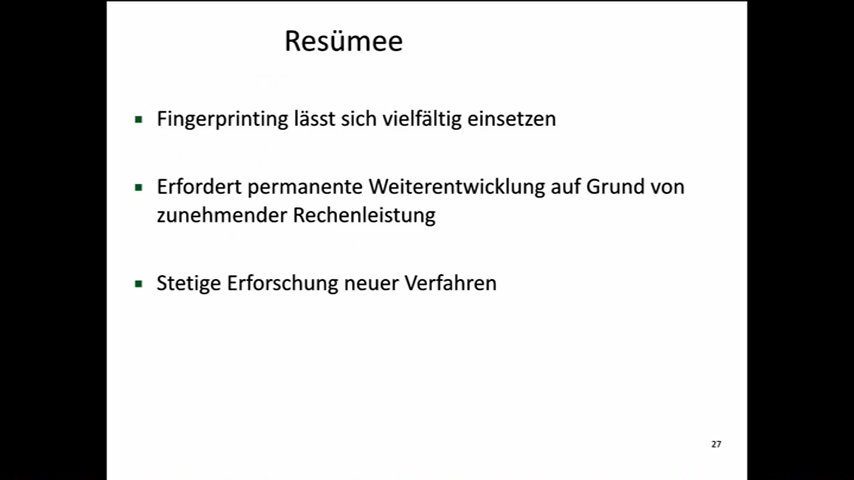 Resümee
▪ Fingerprinting lässt sich vielfältig einsetzen
▪ Erfordert permanente Weiterentwicklung auf Grund von
zunehmender Rechenleistung
▪ Stetige Erforschung neuer Verfahren
27